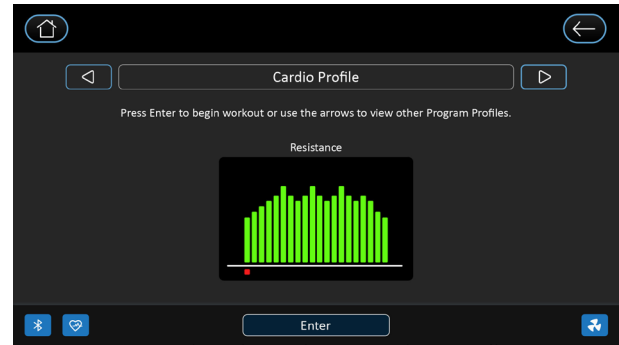 Cardio Profile
Press Enter to begin workout or use the arrows to view other Program Profiles.
Resistance
Enter